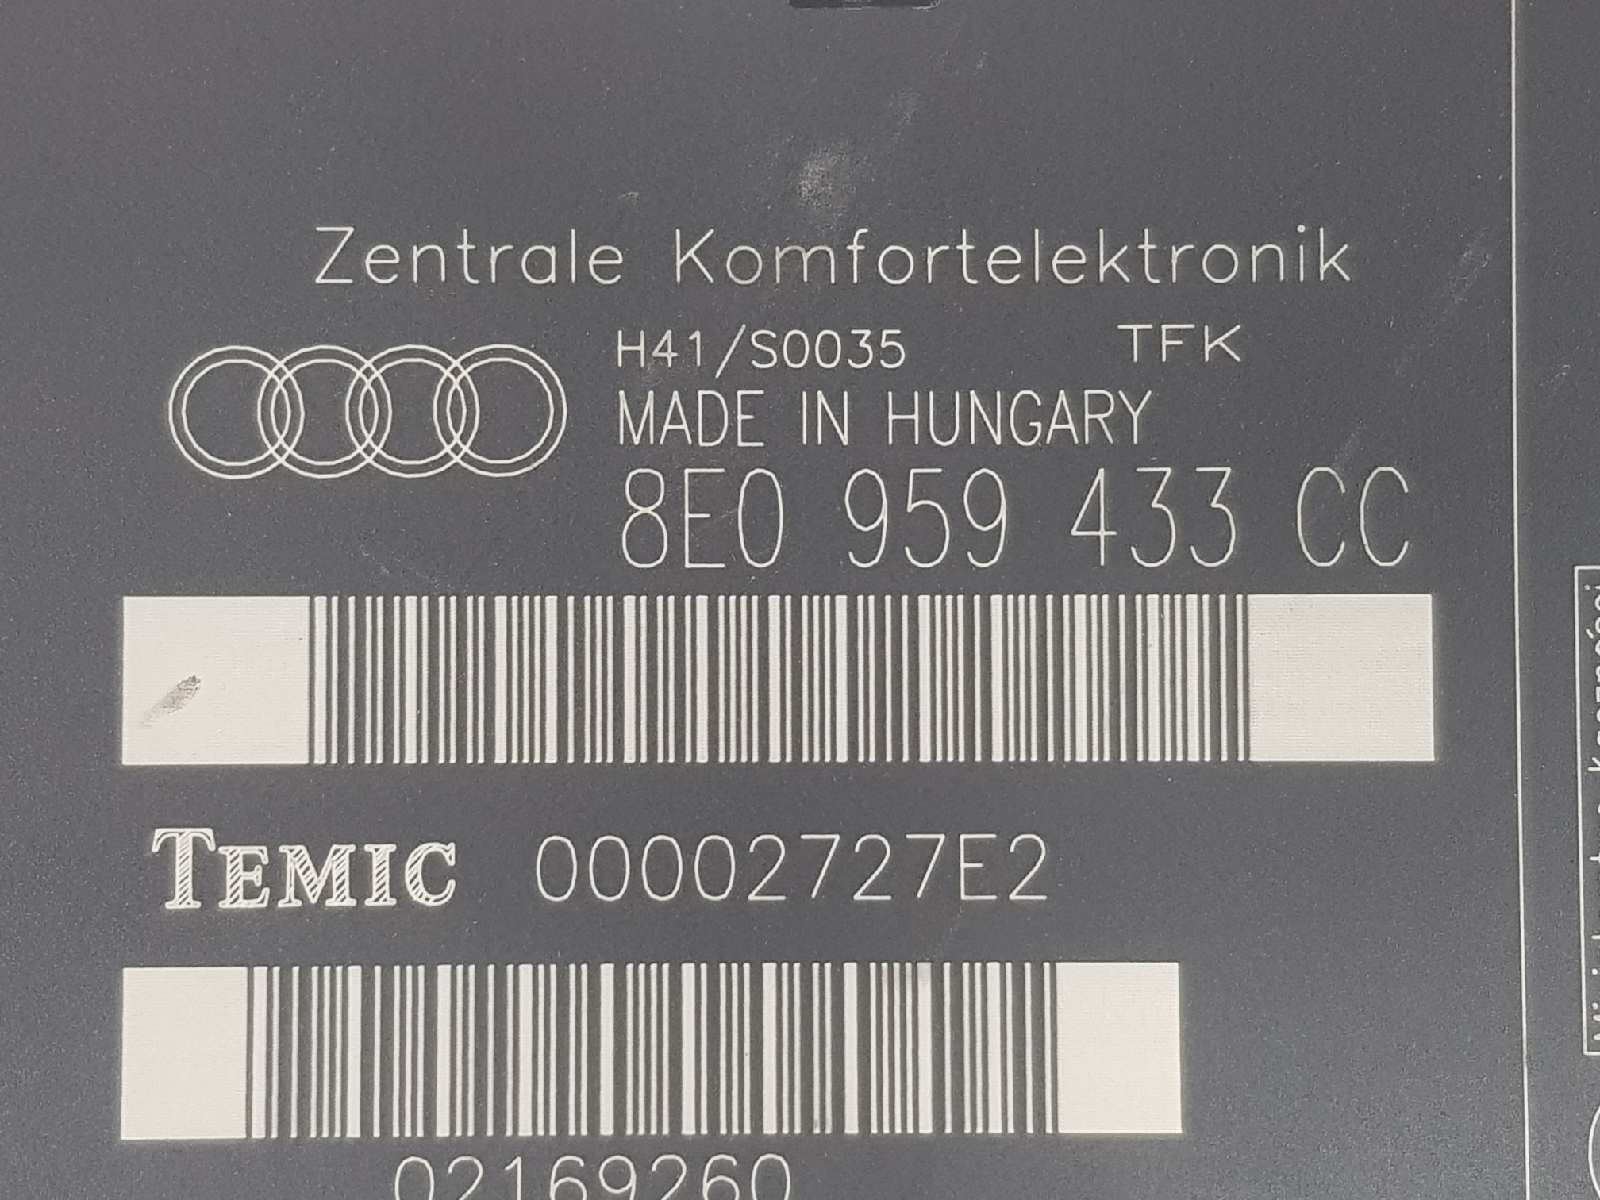 Zentrale Komfortelektronik
H41/S0035 TFK
MADE IN HUNGARY
8E0 959 433 CC
TEMIC 00002727E2
02169260